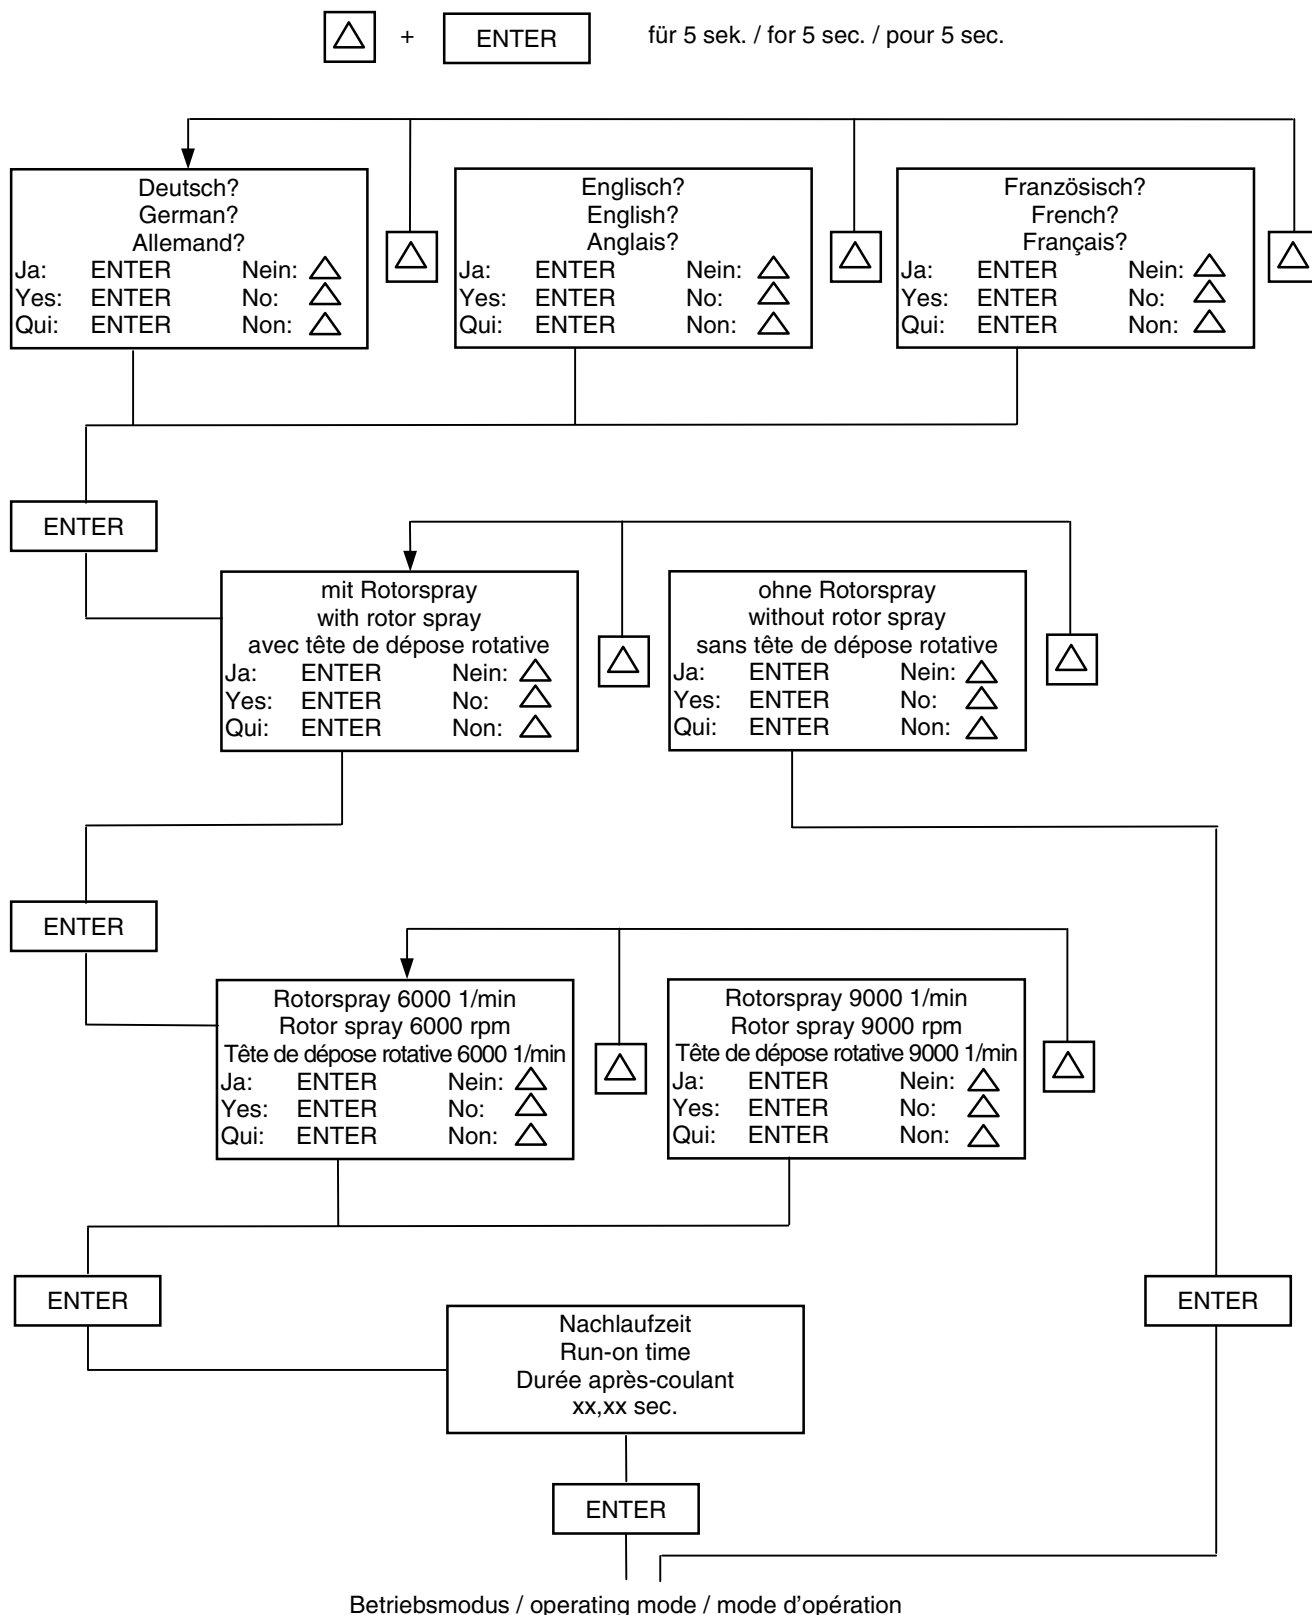 △ + ENTER für 5 sek. / for 5 sec. / pour 5 sec.
Deutsch?
German?
Allemand?
Ja: ENTER Nein: △
Yes: ENTER No: △
Qui: ENTER Non: △
△
Englisch?
English?
Anglais?
Ja: ENTER Nein: △
Yes: ENTER No: △
Qui: ENTER Non: △
△
Französisch?
French?
Français?
Ja: ENTER Nein: △
Yes: ENTER No: △
Qui: ENTER Non: △
△
ENTER
mit Rotorspray
with rotor spray
avec tête de dépose rotative
Ja: ENTER Nein: △
Yes: ENTER No: △
Qui: ENTER Non: △
△
ohne Rotorspray
without rotor spray
sans tête de dépose rotative
Ja: ENTER Nein: △
Yes: ENTER No: △
Qui: ENTER Non: △
△
ENTER
Rotorspray 6000 1/min
Rotor spray 6000 rpm
Tête de dépose rotative 6000 1/min
Ja: ENTER Nein: △
Yes: ENTER No: △
Qui: ENTER Non: △
△
Rotorspray 9000 1/min
Rotor spray 9000 rpm
Tête de dépose rotative 9000 1/min
Ja: ENTER Nein: △
Yes: ENTER No: △
Qui: ENTER Non: △
△
ENTER
ENTER
Nachlaufzeit
Run-on time
Durée après-coulant
xx,xx sec.
ENTER
Betriebsmodus / operating mode / mode d'opération